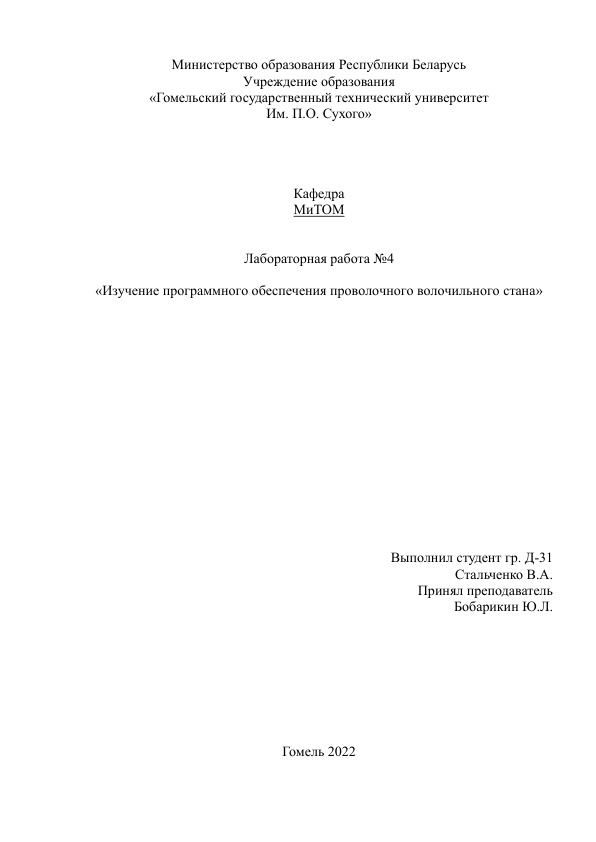 Министерство образования Республики Беларусь
Учреждение образования
«Гомельский государственный технический университет
Им. П.О. Сухого»
Кафедра
МиТОМ
Лабораторная работа №4
«Изучение программного обеспечения проволочного волочильного стана»
Выполнил студент гр. Д-31
Стальченко В.А.
Принял преподаватель
Бобарикин Ю.Л.
Гомель 2022